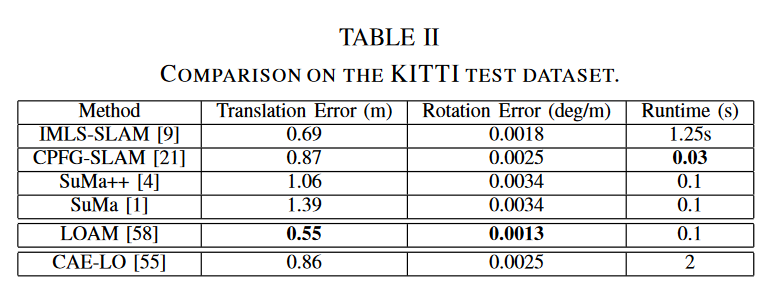 TABLE II
COMPARISON ON THE KITTI TEST DATASET.
Method Translation Error (m) Rotation Error (deg/m) Runtime (s)
IMLS-SLAM [9] 0.69 0.0018 1.25s
CPFG-SLAM [21] 0.87 0.0025 0.03
SuMa++ [4] 1.06 0.0034 0.1
SuMa [1] 1.39 0.0034 0.1
LOAM [58] 0.55 0.0013 0.1
CAE-LO [55] 0.86 0.0025 2